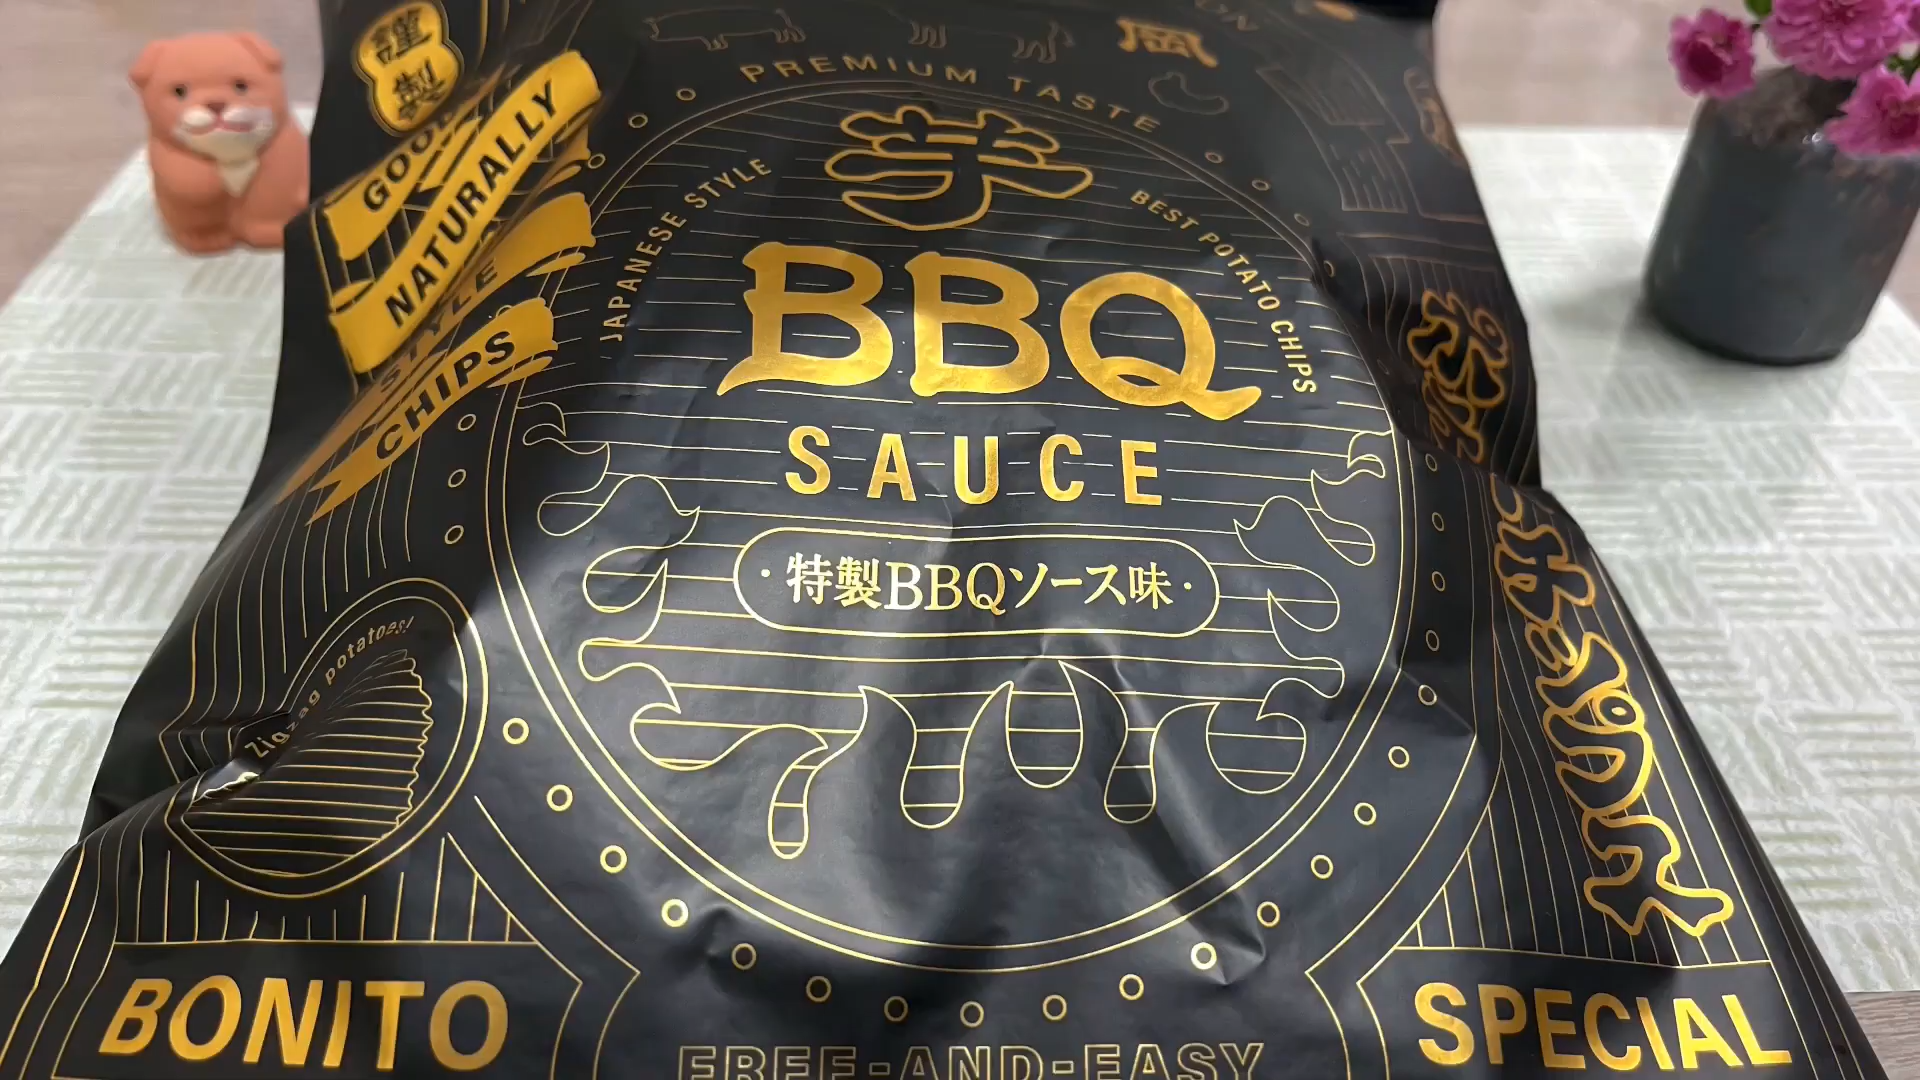 謹製
GOOD
NATURALLY
STYLE
CHIPS
風
PREMIUM TASTE
JAPANESE STYLE
BEST POTATO CHIPS
芋
BBQ
SAUCE
・特製BBQソース味・
Zigzag potatoes!
BONITO
SPECIAL
FREE-AND-EASY